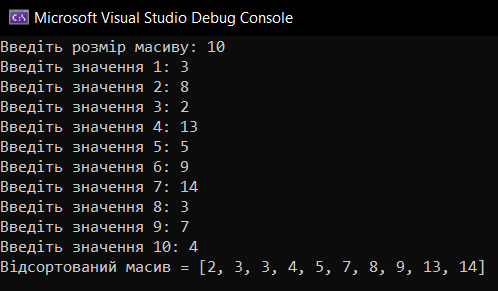 Microsoft Visual Studio Debug Console
Введіть розмір масиву: 10
Введіть значення 1: 3
Введіть значення 2: 8
Введіть значення 3: 2
Введіть значення 4: 13
Введіть значення 5: 5
Введіть значення 6: 9
Введіть значення 7: 14
Введіть значення 8: 3
Введіть значення 9: 7
Введіть значення 10: 4
Відсортований масив = [2, 3, 3, 4, 5, 7, 8, 9, 13, 14]